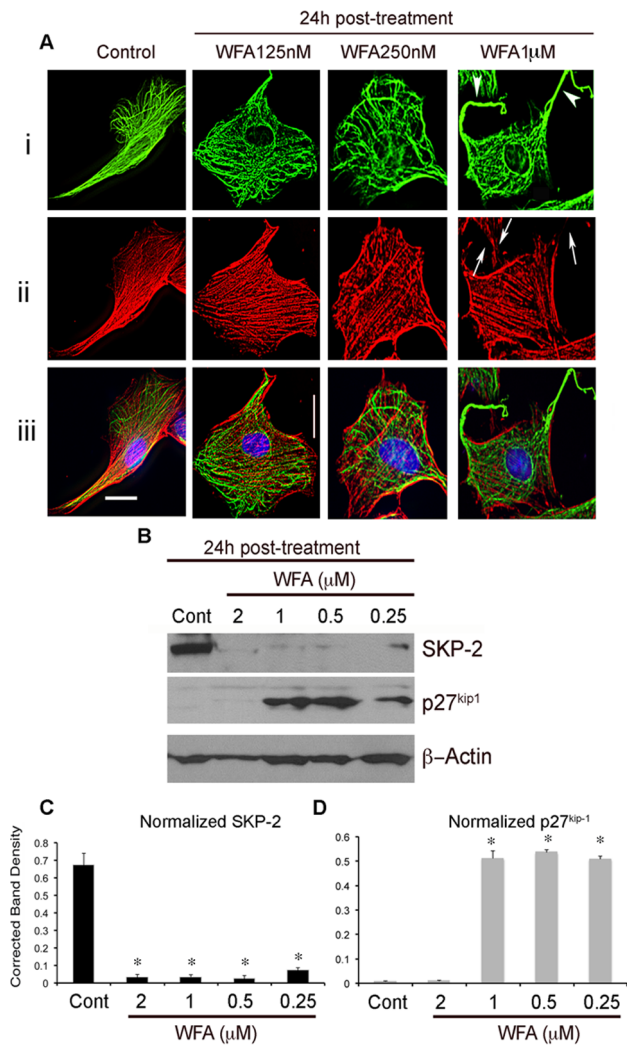 24h post-treatment
A
Control
WFA125nM
WFA250nM
WFA1μM
i
ii
iii
B
24h post-treatment
WFA (μM)
Cont 2 1 0.5 0.25
SKP-2
p27kip1
β–Actin
C
Normalized SKP-2
Corrected Band Density
0.8
0.7
0.6
0.5
0.4
0.3
0.2
0.1
0
* * * *
Cont 2 1 0.5 0.25
WFA (μM)
D
Normalized p27kip-1
0.6
0.5
0.4
0.3
0.2
0.1
0
* * *
Cont 2 1 0.5 0.25
WFA (μM)